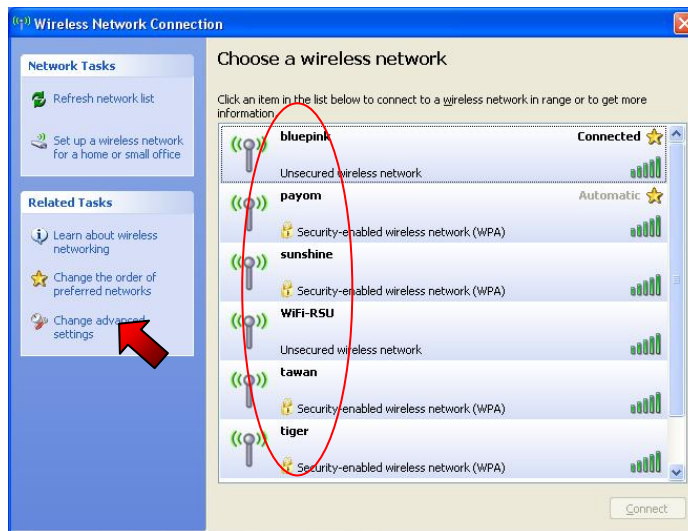 Wireless Network Connection
Network Tasks
Refresh network list
Set up a wireless network
for a home or small office
Related Tasks
Learn about wireless
networking
Change the order of
preferred networks
Change advanced
settings
Choose a wireless network
Click an item in the list below to connect to a wireless network in range or to get more
information.
bluepink
Connected
Unsecured wireless network
payom
Automatic
Security-enabled wireless network (WPA)
sunshine
Security-enabled wireless network (WPA)
WiFi-RSU
Unsecured wireless network
tawan
Security-enabled wireless network (WPA)
tiger
Security-enabled wireless network (WPA)
Connect